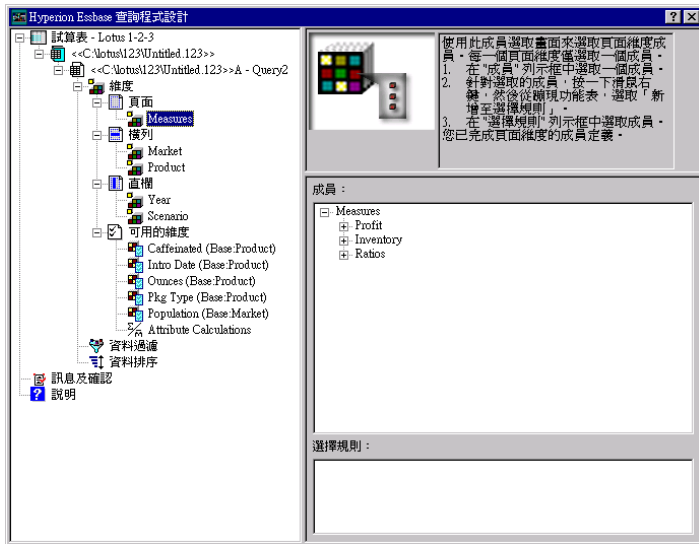 Hyperion Essbase 查詢程式設計
試算表 - Lotus 1-2-3
<<C:\lotus\123\Untitled.123>>
<<C:\lotus\123\Untitled.123>>A - Query2
維度
頁面
Measures
橫列
Market
Product
直欄
Year
Scenario
可用的維度
Caffeinated (Base:Product)
Intro Date (Base:Product)
Ounces (Base:Product)
Pkg Type (Base:Product)
Population (Base:Market)
Attribute Calculations
資料過濾
資料排序
訊息及確認
說明
使用此成員選取畫面來選取頁面維度成
員。每一個頁面維度僅選取一個成員。
1. 在 "成員" 列示框中選取一個成員。
2. 針對選取的成員，按一下滑鼠右
鍵，然後從蹦現功能表，選取「新
增至選擇規則」。
3. 在 "選擇規則" 列示框中選取成員。
您已完成頁面維度的成員定義。
成員：
Measures
Profit
Inventory
Ratios
選擇規則：